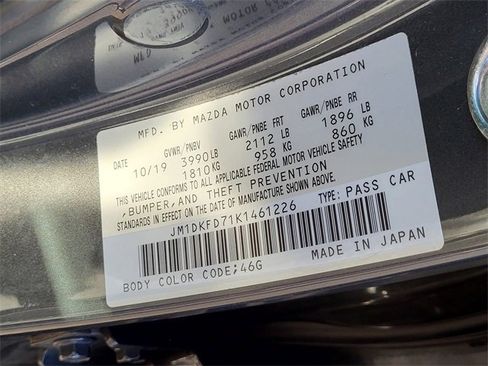 MFD. BY MAZDA MOTOR CORPORATION
DATE GVWR/PNBV GAWR/PNBE FRT GAWR/PNBE RR
10/19 3990LB 2112 LB 1896 LB
1810KG 958 KG 860 KG
THIS VEHICLE CONFORMS TO ALL APPLICABLE FEDERAL MOTOR VEHICLE SAFETY
,BUMPER,AND THEFT PREVENTION
STANDARDS IN EFFECT ON THE DATE OF MANUFACTURE SHOWN ABOVE.
JM1DKFD71K1461226 TYPE: PASS CAR
BODY COLOR CODE;46G MADE IN JAPAN